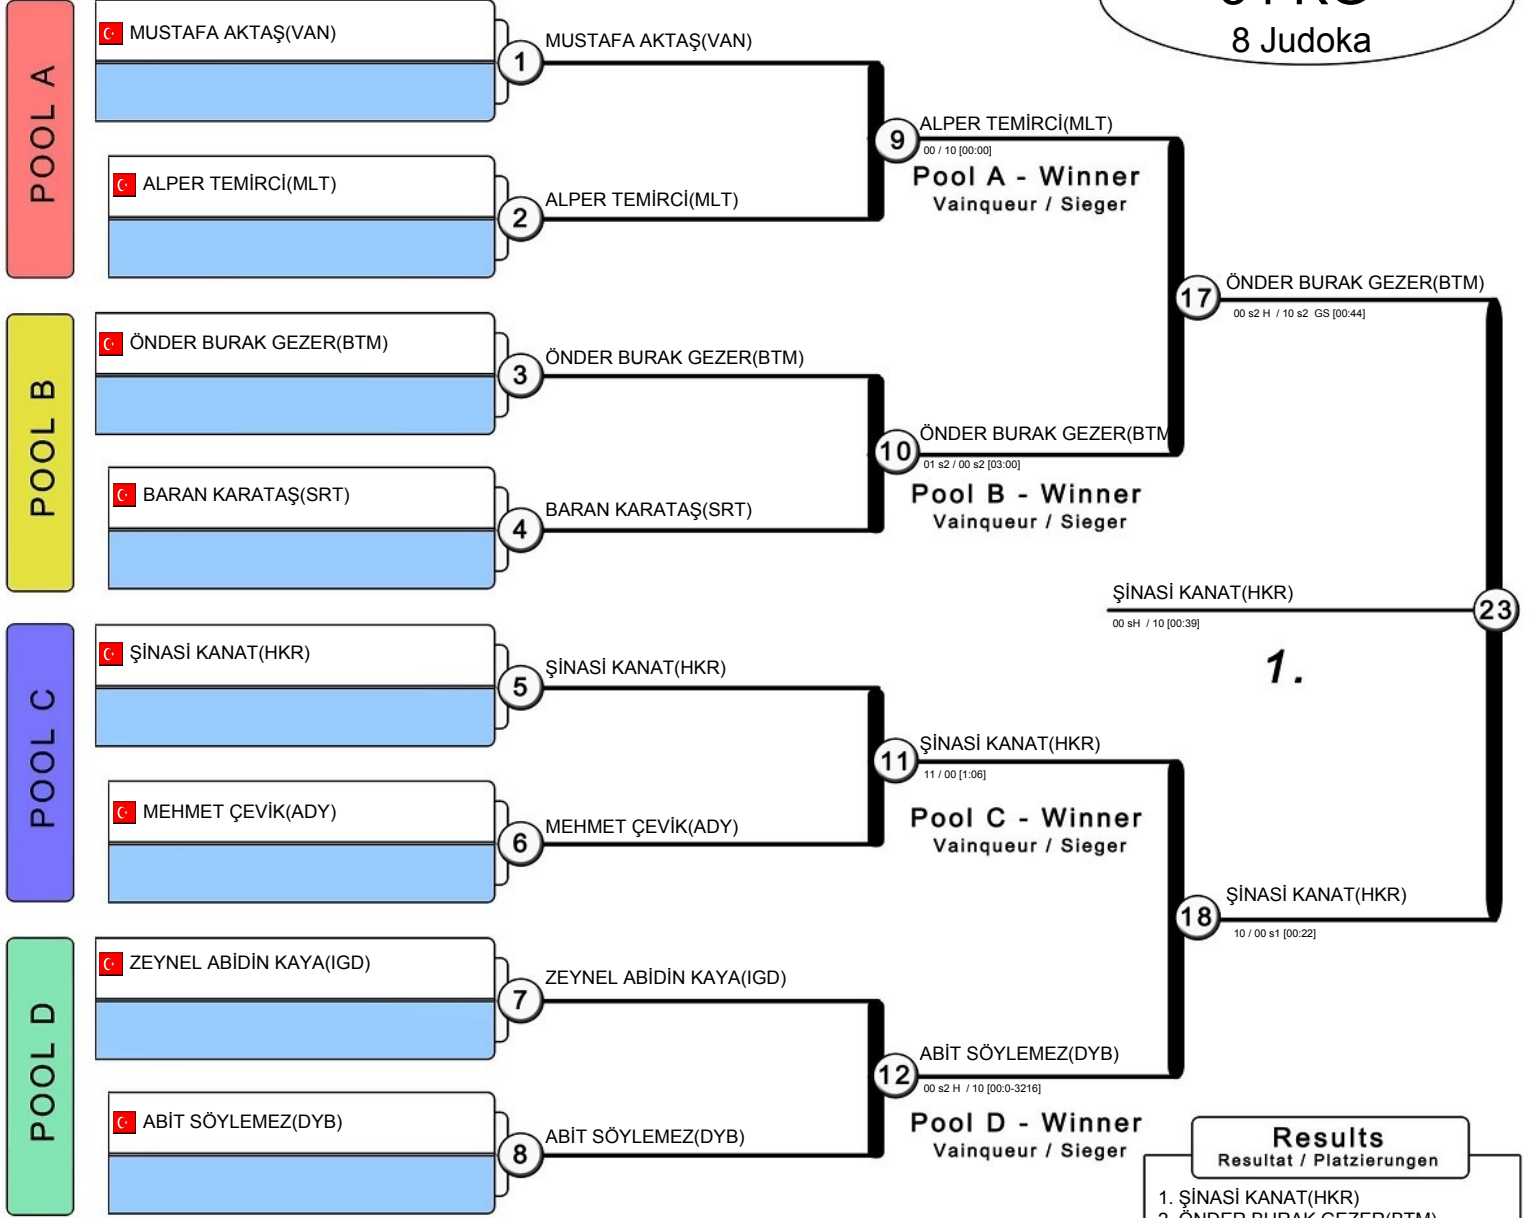 8 Judoka
POOL A
MUSTAFA AKTAŞ(VAN)
1
MUSTAFA AKTAŞ(VAN)
ALPER TEMİRCİ(MLT)
2
ALPER TEMİRCİ(MLT)
9
ALPER TEMİRCİ(MLT)
00 / 10 [00:00]
Pool A - Winner
Vainqueur / Sieger
POOL B
ÖNDER BURAK GEZER(BTM)
3
ÖNDER BURAK GEZER(BTM)
BARAN KARATAŞ(SRT)
4
BARAN KARATAŞ(SRT)
10
ÖNDER BURAK GEZER(BTM
01 s2 / 00 s2 [03:00]
Pool B - Winner
Vainqueur / Sieger
17
ÖNDER BURAK GEZER(BTM)
00 s2 H / 10 s2 GS [00:44]
ŞİNASİ KANAT(HKR)
23
00 sH / 10 [00:39]
1.
POOL C
ŞİNASİ KANAT(HKR)
5
ŞİNASİ KANAT(HKR)
MEHMET ÇEVİK(ADY)
6
MEHMET ÇEVİK(ADY)
11
ŞİNASİ KANAT(HKR)
11 / 00 [1:06]
Pool C - Winner
Vainqueur / Sieger
18
ŞİNASİ KANAT(HKR)
10 / 00 s1 [00:22]
POOL D
ZEYNEL ABİDİN KAYA(IGD)
7
ZEYNEL ABİDİN KAYA(IGD)
ABİT SÖYLEMEZ(DYB)
8
ABİT SÖYLEMEZ(DYB)
12
ABİT SÖYLEMEZ(DYB)
00 s2 H / 10 [00:0-3216]
Pool D - Winner
Vainqueur / Sieger
Results
Resultat / Platzierungen
1. ŞİNASİ KANAT(HKR)
2. ÖNDER BURAK GEZER(BTM)